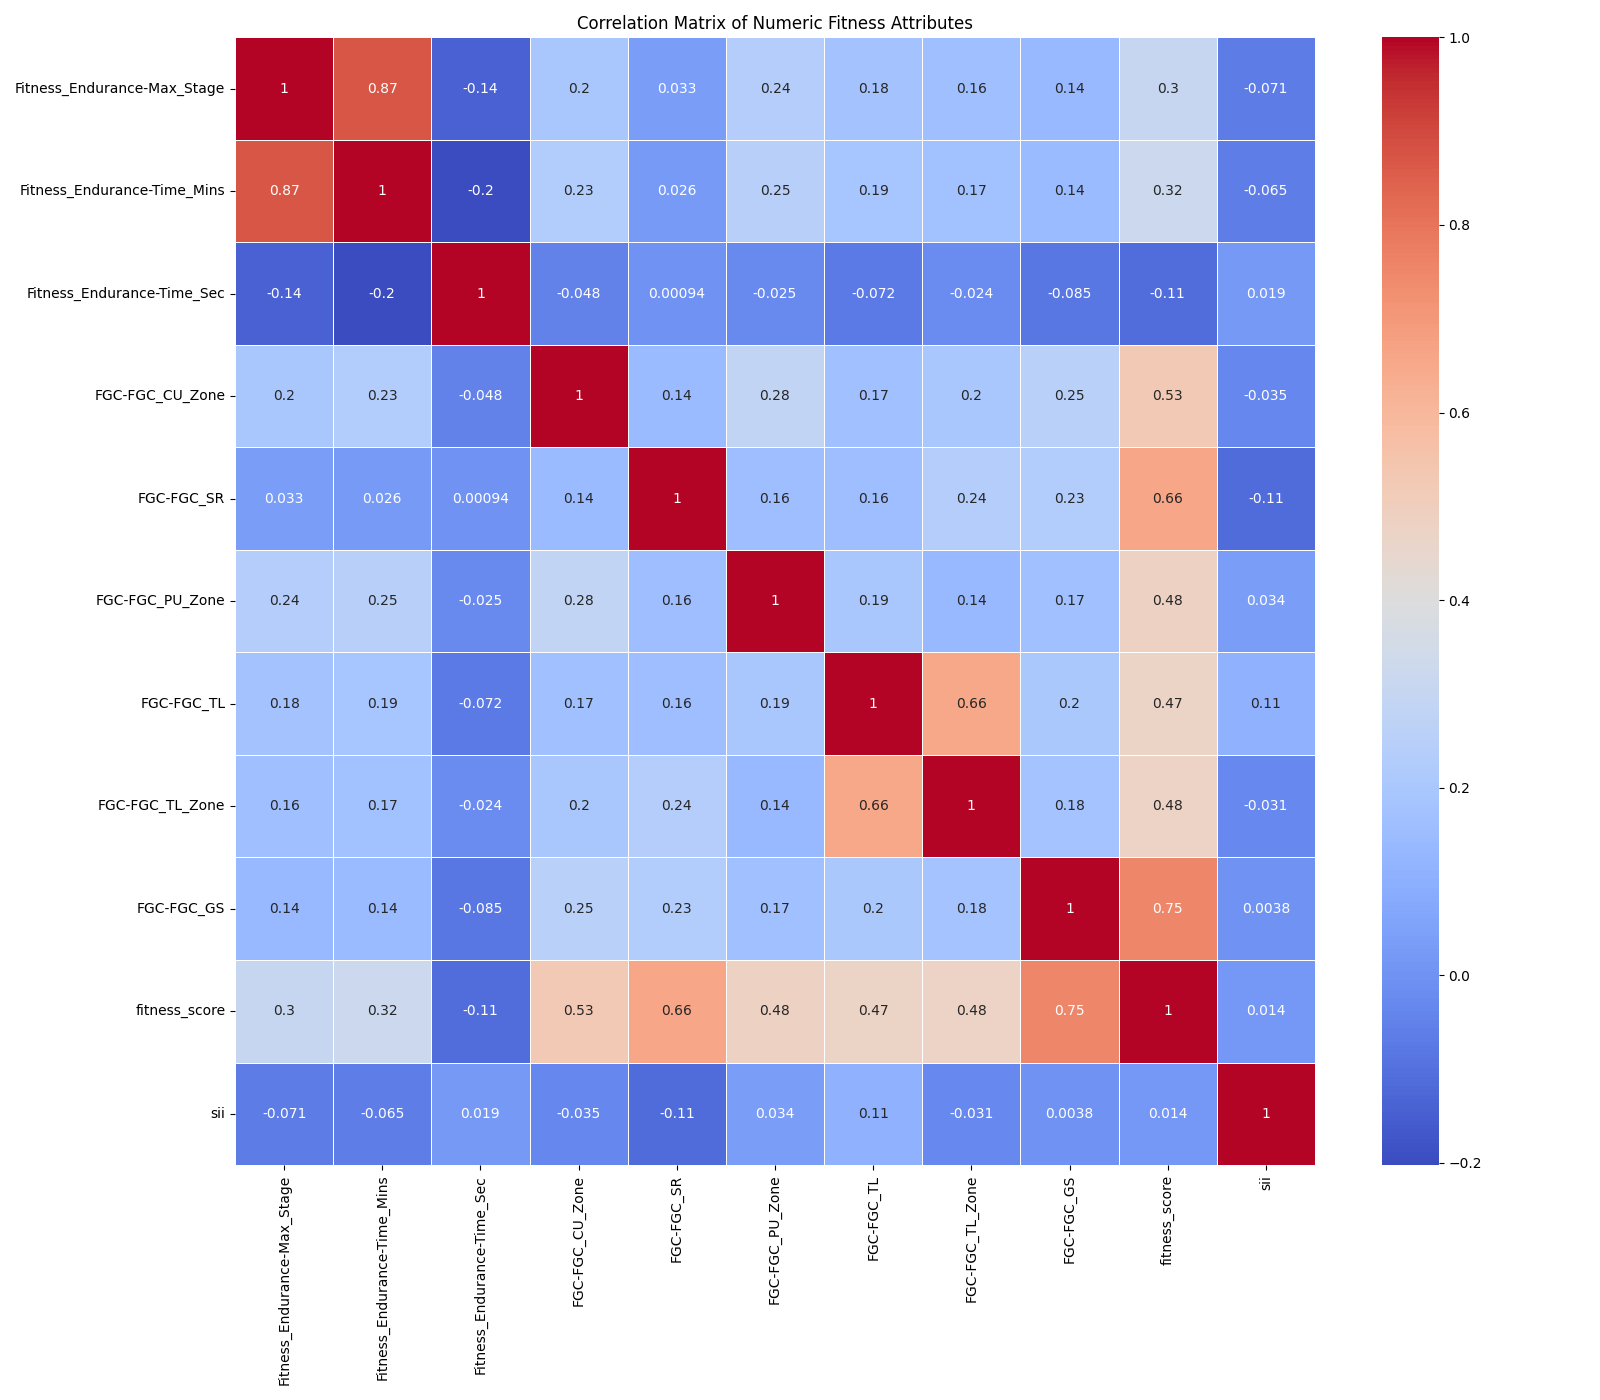 Correlation Matrix of Numeric Fitness Attributes
Fitness_Endurance-Max_Stage 1 0.87 -0.14 0.2 0.033 0.24 0.18 0.16 0.14 0.3 -0.071
Fitness_Endurance-Time_Mins 0.87 1 -0.2 0.23 0.026 0.25 0.19 0.17 0.14 0.32 -0.065
Fitness_Endurance-Time_Sec -0.14 -0.2 1 -0.048 0.00094 -0.025 -0.072 -0.024 -0.085 -0.11 0.019
FGC-FGC_CU_Zone 0.2 0.23 -0.048 1 0.14 0.28 0.17 0.2 0.25 0.53 -0.035
FGC-FGC_SR 0.033 0.026 0.00094 0.14 1 0.16 0.16 0.24 0.23 0.66 -0.11
FGC-FGC_PU_Zone 0.24 0.25 -0.025 0.28 0.16 1 0.19 0.14 0.17 0.48 0.034
FGC-FGC_TL 0.18 0.19 -0.072 0.17 0.16 0.19 1 0.66 0.2 0.47 0.11
FGC-FGC_TL_Zone 0.16 0.17 -0.024 0.2 0.24 0.14 0.66 1 0.18 0.48 -0.031
FGC-FGC_GS 0.14 0.14 -0.085 0.25 0.23 0.17 0.2 0.18 1 0.75 0.0038
fitness_score 0.3 0.32 -0.11 0.53 0.66 0.48 0.47 0.48 0.75 1 0.014
sii -0.071 -0.065 0.019 -0.035 -0.11 0.034 0.11 -0.031 0.0038 0.014 1
Fitness_Endurance-Max_Stage
Fitness_Endurance-Time_Mins
Fitness_Endurance-Time_Sec
FGC-FGC_CU_Zone
FGC-FGC_SR
FGC-FGC_PU_Zone
FGC-FGC_TL
FGC-FGC_TL_Zone
FGC-FGC_GS
fitness_score
sii
1.0
0.8
0.6
0.4
0.2
0.0
−0.2